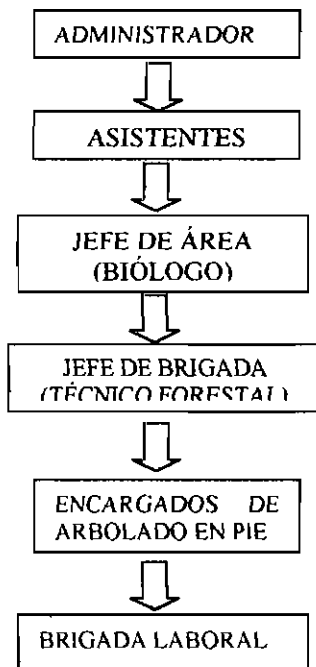 ADMINISTRADOR
ASISTENTES
JEFE DE ÁREA
(BIÓLOGO)
JEFE DE BRIGADA
(TÉCNICO FORESTAL)
ENCARGADOS DE
ARBOLADO EN PIE
BRIGADA LABORAL